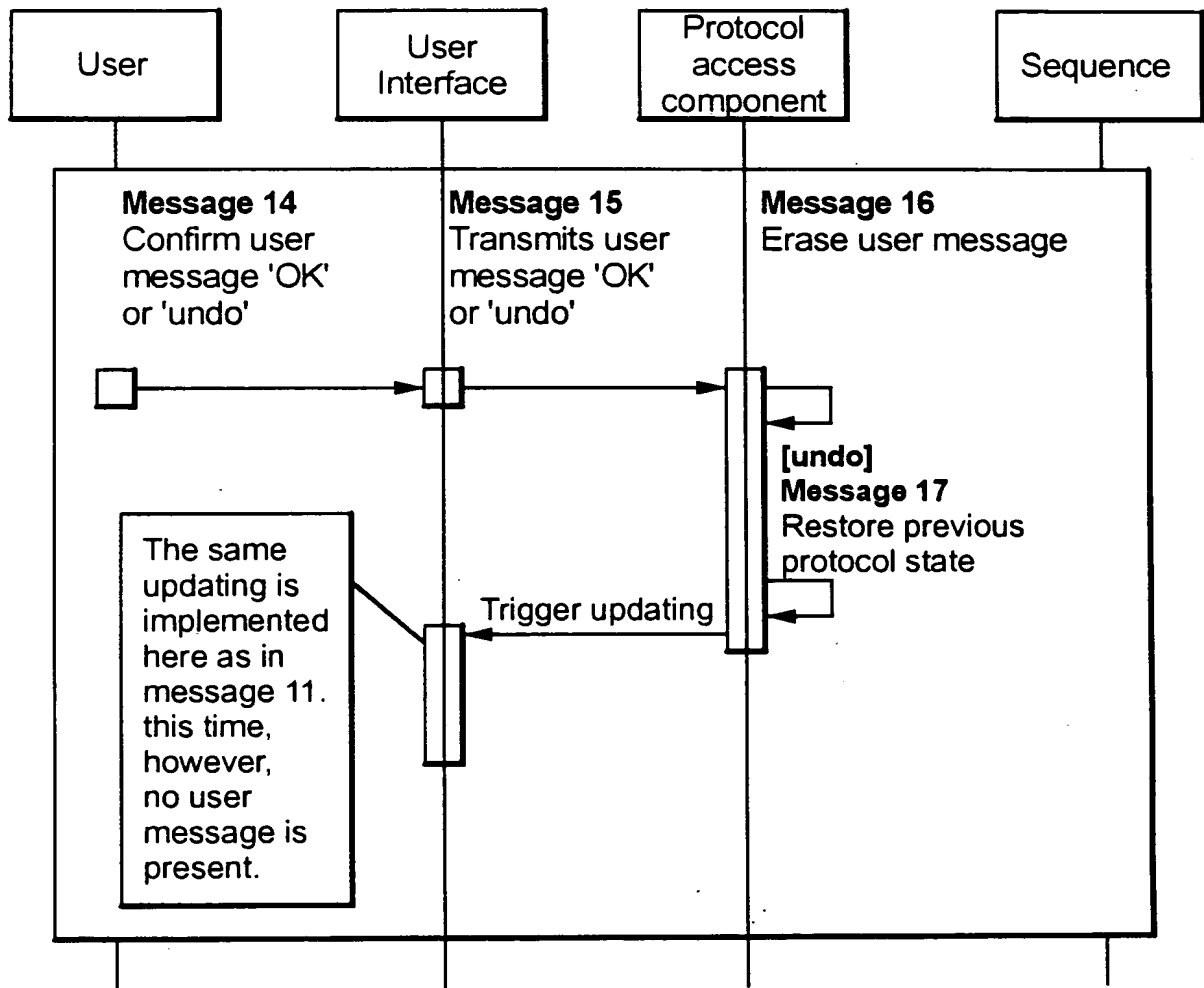 User
User
Interface
Protocol
access
component
Sequence
Message 14
Confirm user
message 'OK'
or 'undo'
Message 15
Transmits user
message 'OK'
or 'undo'
Message 16
Erase user message
[undo]
Message 17
Restore previous
protocol state
Trigger updating
The same
updating is
implemented
here as in
message 11.
this time,
however,
no user
message is
present.